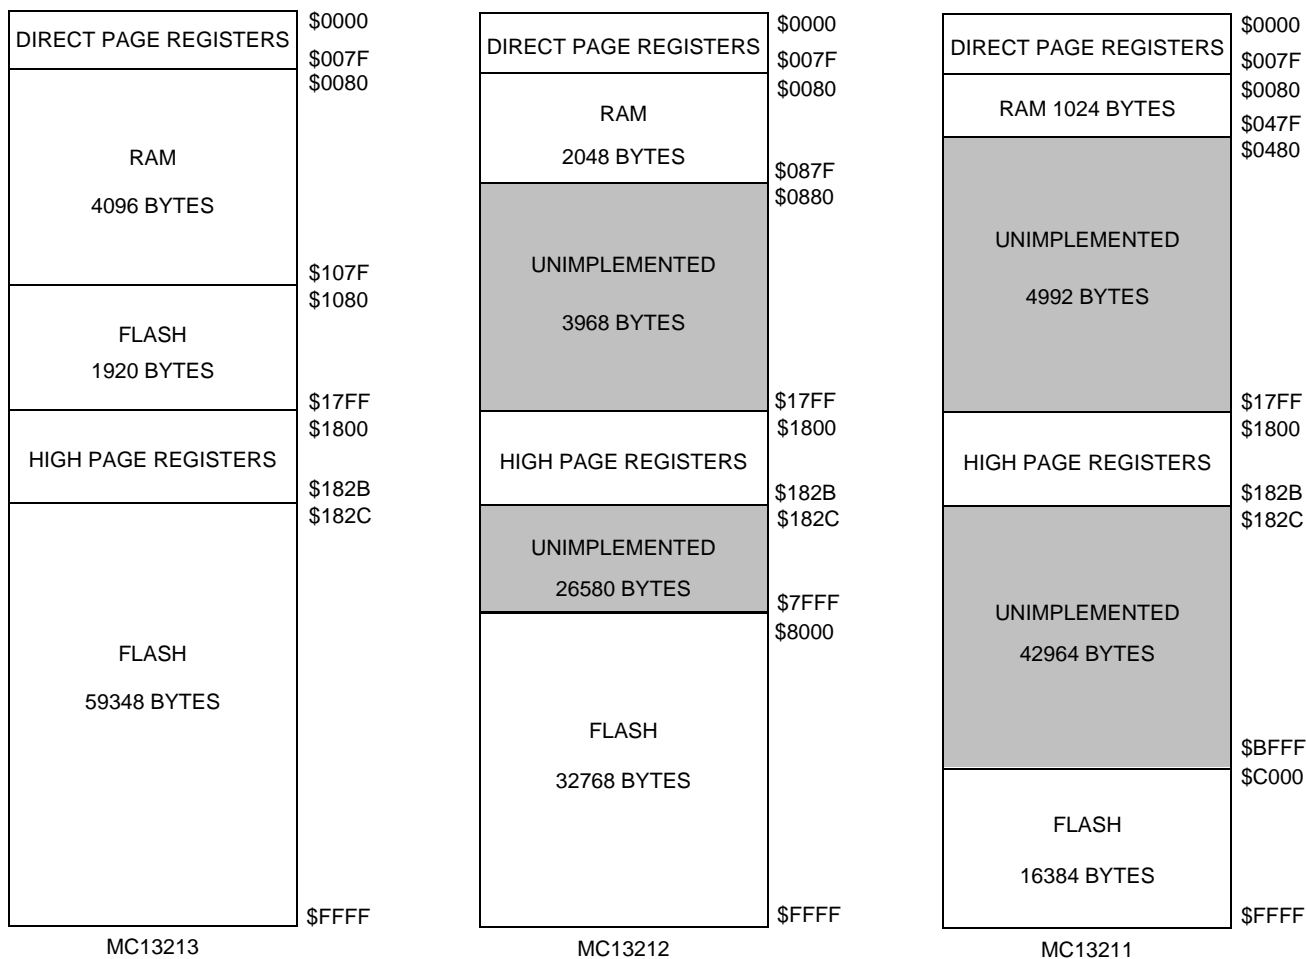 DIRECT PAGE REGISTERS
$0000
$007F
$0080
RAM
4096 BYTES
$107F
$1080
FLASH
1920 BYTES
$17FF
$1800
HIGH PAGE REGISTERS
$182B
$182C
FLASH
59348 BYTES
$FFFF
MC13213
DIRECT PAGE REGISTERS
$0000
$007F
$0080
RAM
2048 BYTES
$087F
$0880
UNIMPLEMENTED
3968 BYTES
$17FF
$1800
HIGH PAGE REGISTERS
$182B
$182C
UNIMPLEMENTED
26580 BYTES
$7FFF
$8000
FLASH
32768 BYTES
$FFFF
MC13212
DIRECT PAGE REGISTERS
$0000
$007F
$0080
RAM 1024 BYTES
$047F
$0480
UNIMPLEMENTED
4992 BYTES
$17FF
$1800
HIGH PAGE REGISTERS
$182B
$182C
UNIMPLEMENTED
42964 BYTES
$BFFF
$C000
FLASH
16384 BYTES
$FFFF
MC13211